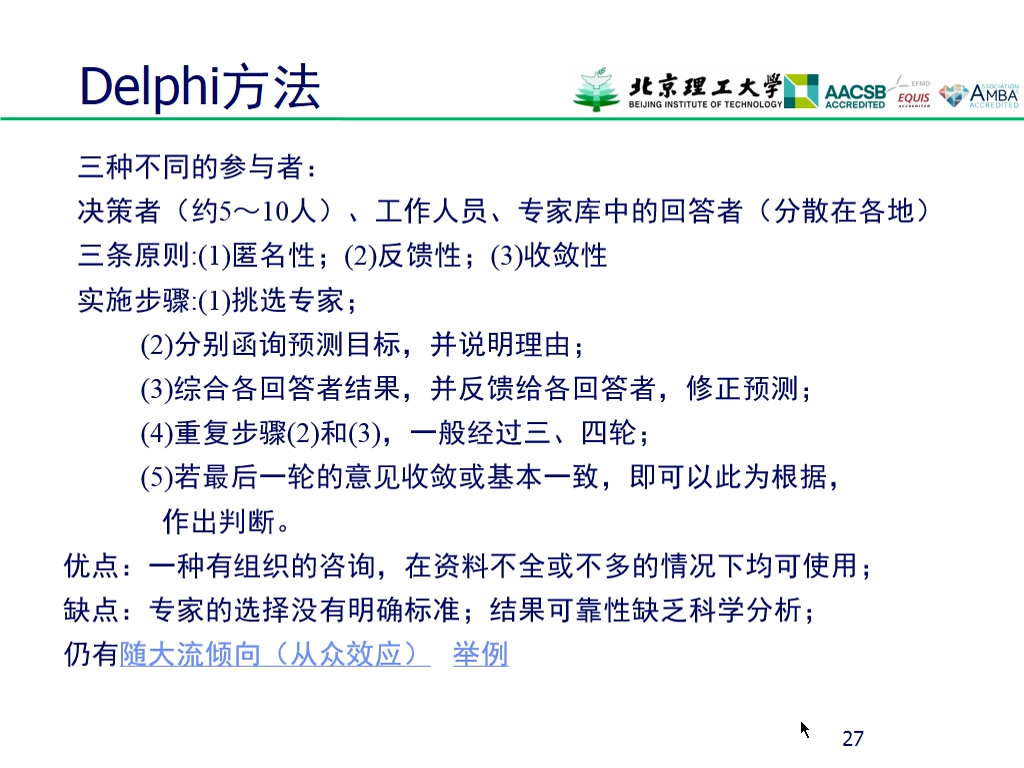 Delphi方法
北京理工大学
BEIJING INSTITUTE OF TECHNOLOGY
AACSB
ACCREDITED
EFMD
EQUIS
ACCREDITED
ASSOCIATION
AMBA
ACCREDITED
三种不同的参与者：
决策者（约5～10人）、工作人员、专家库中的回答者（分散在各地）
三条原则:(1)匿名性；(2)反馈性；(3)收敛性
实施步骤:(1)挑选专家；
(2)分别函询预测目标，并说明理由；
(3)综合各回答者结果，并反馈给各回答者，修正预测；
(4)重复步骤(2)和(3)，一般经过三、四轮；
(5)若最后一轮的意见收敛或基本一致，即可以此为根据，
作出判断。
优点：一种有组织的咨询，在资料不全或不多的情况下均可使用；
缺点：专家的选择没有明确标准；结果可靠性缺乏科学分析；
仍有随大流倾向（从众效应） 举例
27